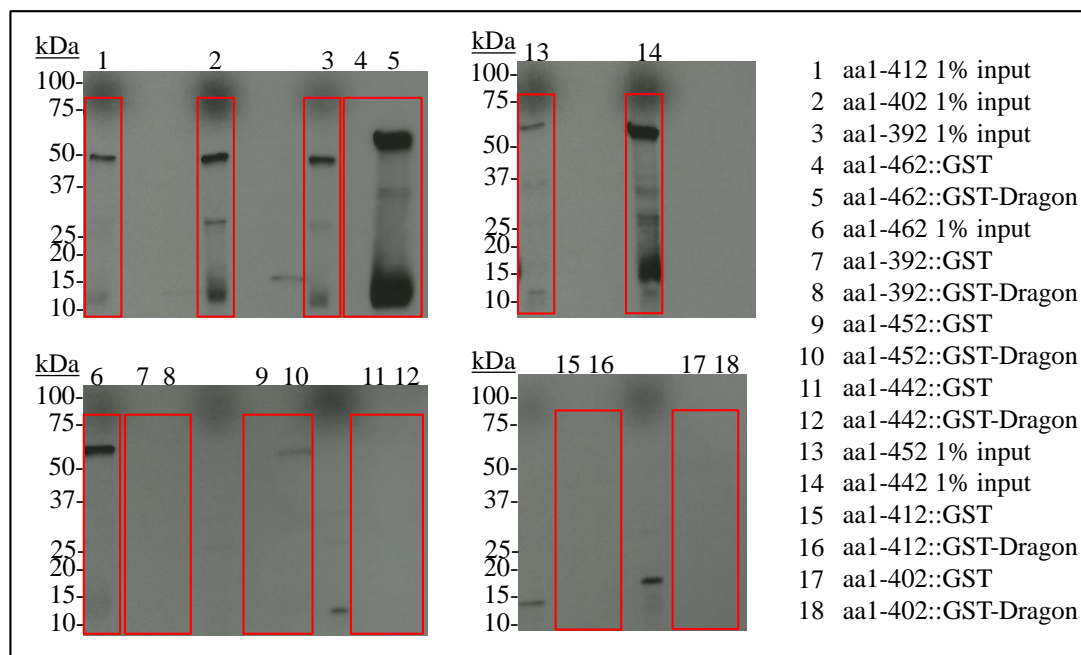 kDa
1 2 3 4 5
100-
75-
50-
37-
25-
20-
15-
10-
kDa
13 14
100-
75-
50-
37-
25-
20-
15-
10-
kDa
6 7 8 9 10 11 12
100-
75-
50-
37-
25-
20-
15-
10-
kDa
15 16 17 18
100-
75-
50-
37-
25-
20-
15-
10-
1 aa1-412 1% input
2 aa1-402 1% input
3 aa1-392 1% input
4 aa1-462::GST
5 aa1-462::GST-Dragon
6 aa1-462 1% input
7 aa1-392::GST
8 aa1-392::GST-Dragon
9 aa1-452::GST
10 aa1-452::GST-Dragon
11 aa1-442::GST
12 aa1-442::GST-Dragon
13 aa1-452 1% input
14 aa1-442 1% input
15 aa1-412::GST
16 aa1-412::GST-Dragon
17 aa1-402::GST
18 aa1-402::GST-Dragon